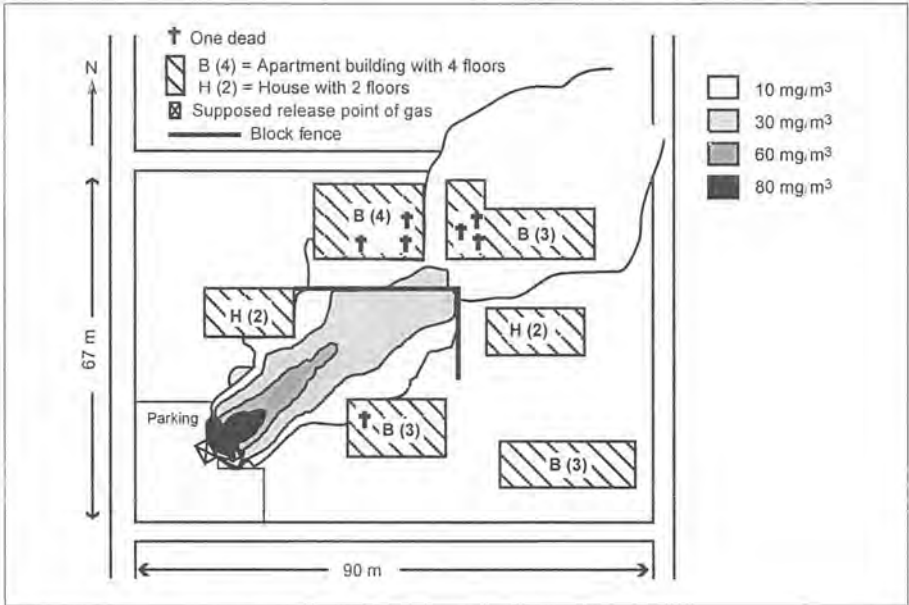 One dead
B (4) = Apartment building with 4 floors
H (2) = House with 2 floors
Supposed release point of gas
Block fence
N
10 mg/m³
30 mg/m³
60 mg/m³
80 mg/m³
B (4)
B (3)
H (2)
H (2)
67 m
Parking
B (3)
B (3)
90 m